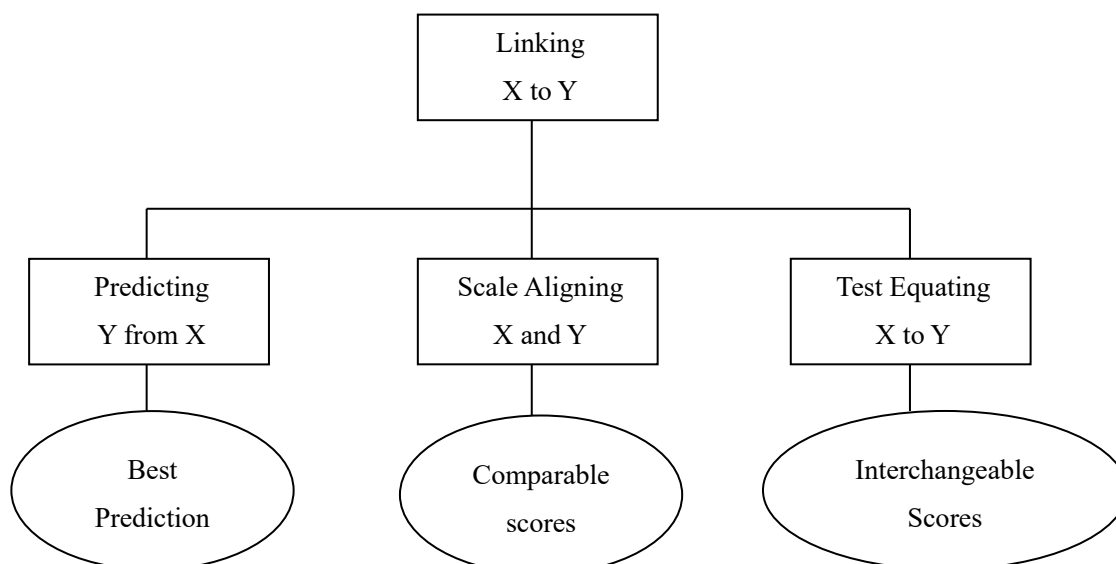 Linking
X to Y
Predicting
Y from X
Scale Aligning
X and Y
Test Equating
X to Y
Best
Prediction
Comparable
scores
Interchangeable
Scores